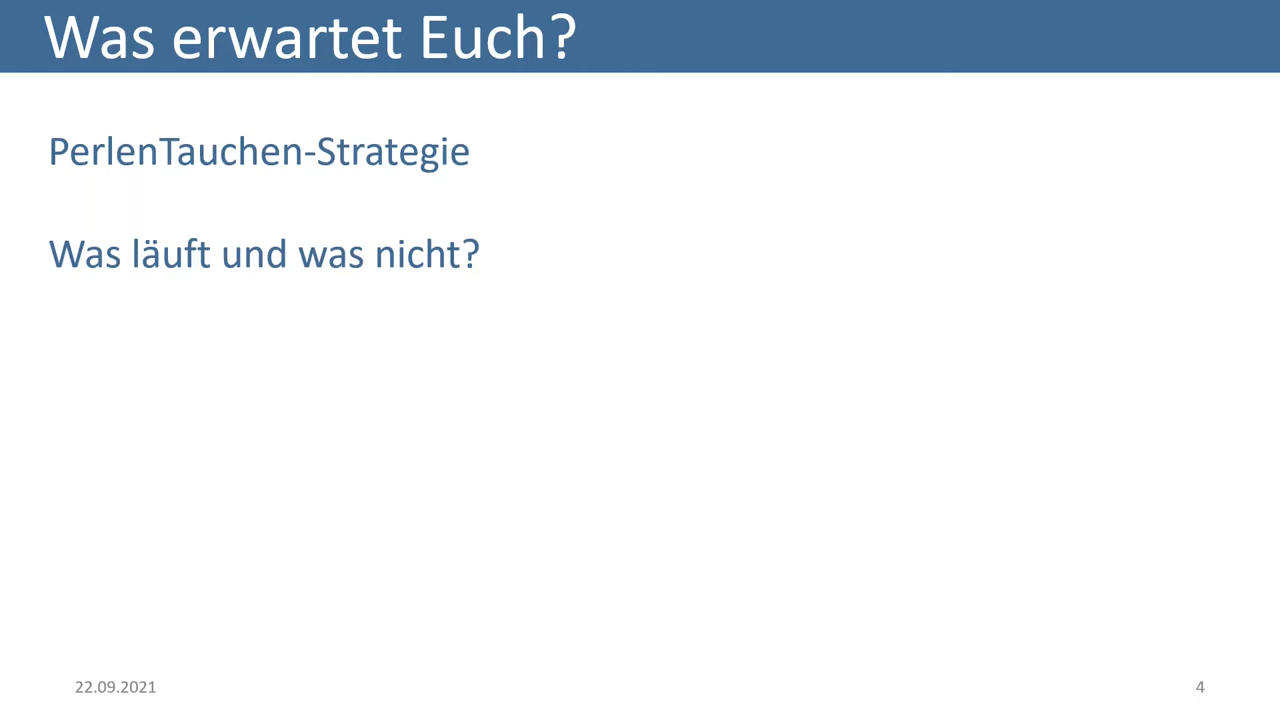 Was erwartet Euch?
PerlenTauchen-Strategie
Was läuft und was nicht?
22.09.2021
4